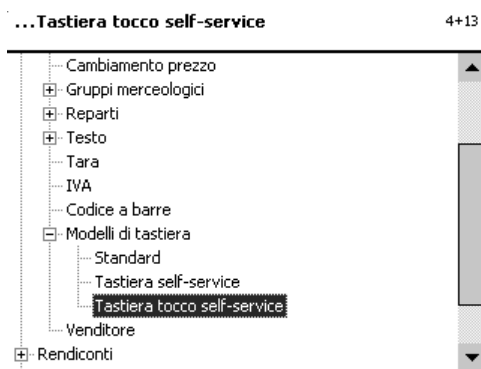 ...Tastiera tocco self-service 4+13
Cambiamento prezzo
Gruppi merceologici
Reparti
Testo
Tara
IVA
Codice a barre
Modelli di tastiera
Standard
Tastiera self-service
Tastiera tocco self-service
Venditore
Rendiconti